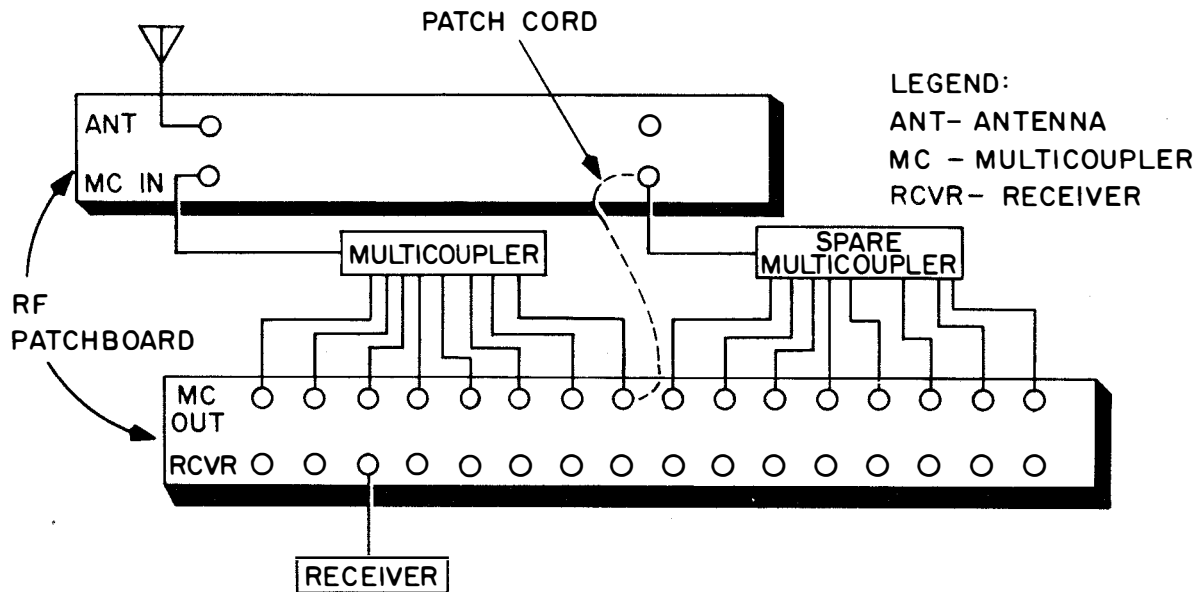 PATCH CORD
LEGEND:
ANT- ANTENNA
MC - MULTICOUPLER
RCVR- RECEIVER
ANT
MC IN
MULTICOUPLER
SPARE
MULTICOUPLER
RF
PATCHBOARD
MC
OUT
RCVR
RECEIVER